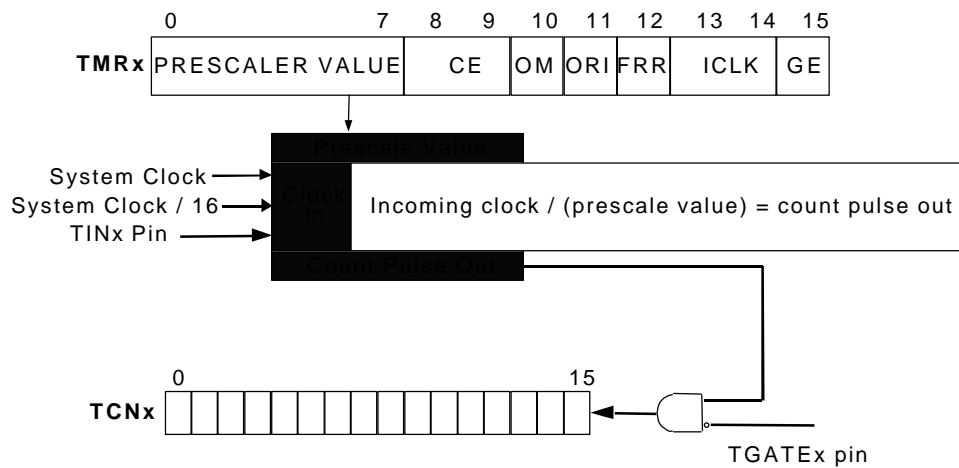 0 7 8 9 10 11 12 13 14 15
TMRx PRESCALER VALUE CE OM ORI FRR ICLK GE
Prescale Value
System Clock
System Clock / 16
TINx Pin
Clock
In
Incoming clock / (prescale value) = count pulse out
Count Pulse Out
0 15
TCNx
TGATEx pin